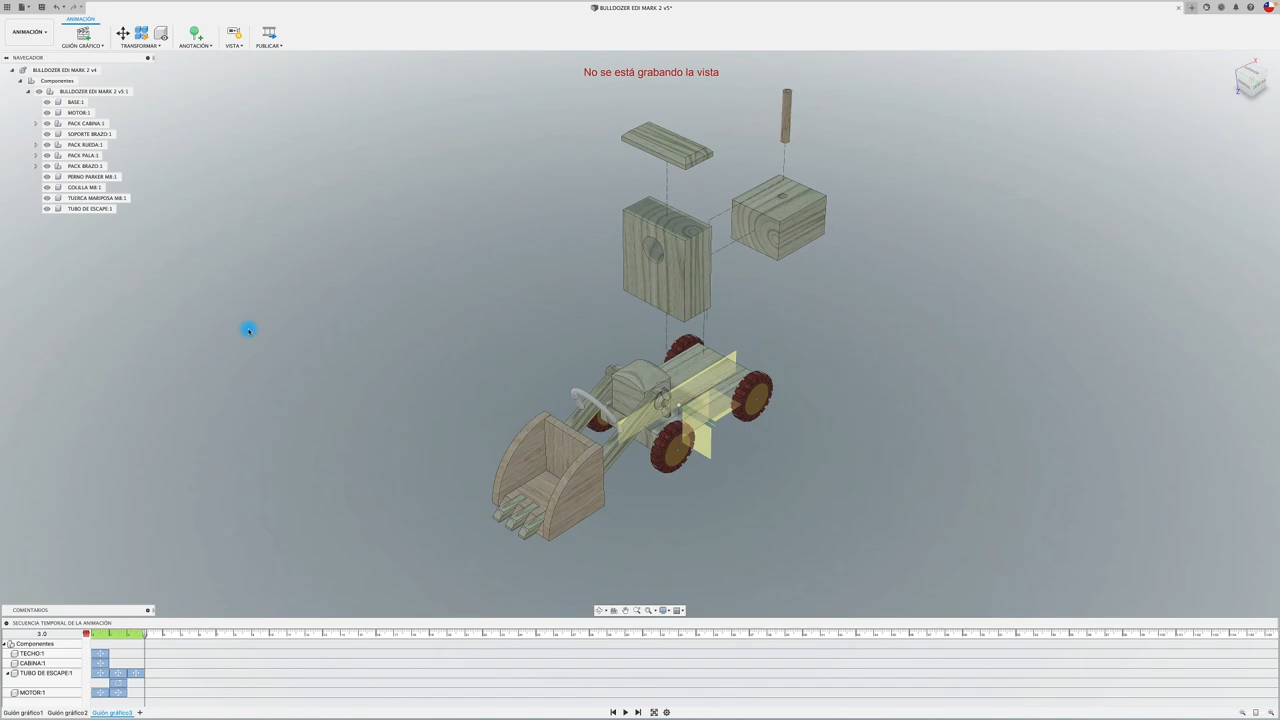 BULLDOZER EDI MARK 2 v5*
ANIMACIÓN
ANIMACIÓN
GUIÓN GRÁFICO
TRANSFORMAR
ANOTACIÓN
VISTA
PUBLICAR
NAVEGADOR
No se está grabando la vista
BULLDOZER EDI MARK 2 v4
Componentes
BULLDOZER EDI MARK 2 v5:1
BASE:1
MOTOR:1
PACK CABINA:1
SOPORTE BRAZO:1
PACK RUEDA:1
PACK PALA:1
PACK BRAZO:1
PERNO PARKER M8:1
GOLILLA M8:1
TUERCA MARIPOSA M8:1
TUBO DE ESCAPE:1
COMENTARIOS
SECUENCIA TEMPORAL DE LA ANIMACIÓN
3.0
Componentes
TECHO:1
CABINA:1
TUBO DE ESCAPE:1
MOTOR:1
Guión gráfico1 Guión gráfico2 Guión gráfico3